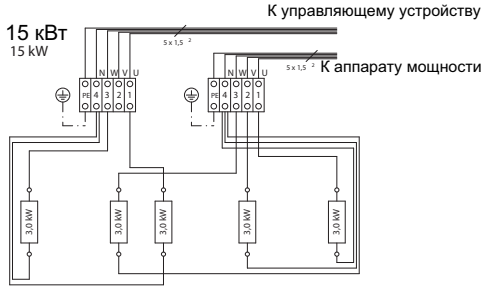 К управляющему устройству
15 кВт
15 kW
5 x 1,5 ²
5 x 1,5 ² К аппарату мощности
N W V U
N W V U
PE 4 3 2
PE 4 3 2 1
3,0 kW 3,0 kW 3,0 kW 3,0 kW 3,0 kW